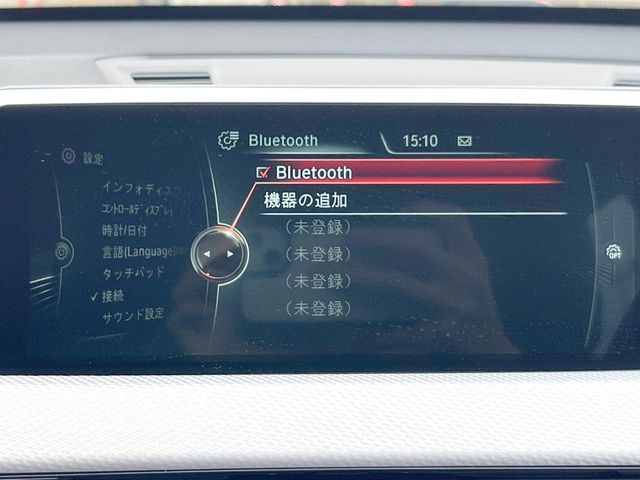 Bluetooth
15:10
設定
インフォディスプ
コントロールディスプレイ
時計/日付
言語(Language)
タッチパッド
✓接続
サウンド設定
Bluetooth
機器の追加
（未登録）
（未登録）
（未登録）
（未登録）
OPT